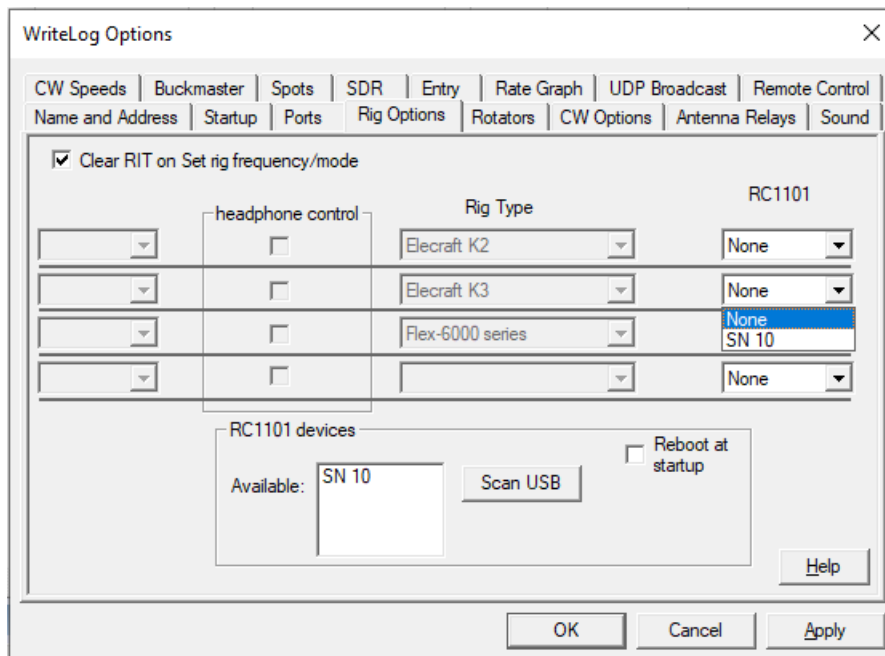 WriteLog Options
CW Speeds Buckmaster Spots SDR Entry Rate Graph UDP Broadcast Remote Control
Name and Address Startup Ports Rig Options Rotators CW Options Antenna Relays Sound
Clear RIT on Set rig frequency/mode
headphone control Rig Type RC1101
Elecraft K2 None
Elecraft K3 None
None
Flex-6000 series SN 10
None
RC1101 devices
Reboot at
startup
Available: SN 10 Scan USB
Help
OK Cancel Apply